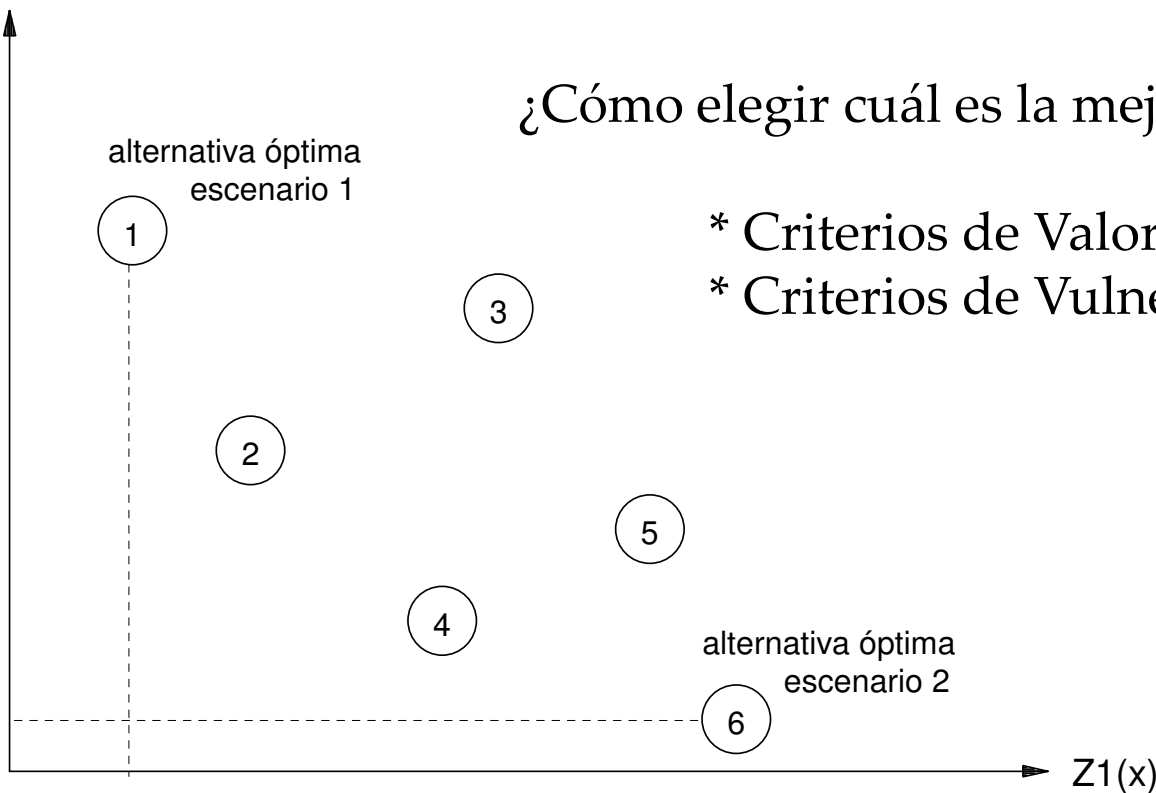 ¿Cómo elegir cuál es la mej
alternativa óptima
escenario 1
1
* Criterios de Valor
* Criterios de Vulne
3
2
5
4
alternativa óptima
escenario 2
6
Z1(x)